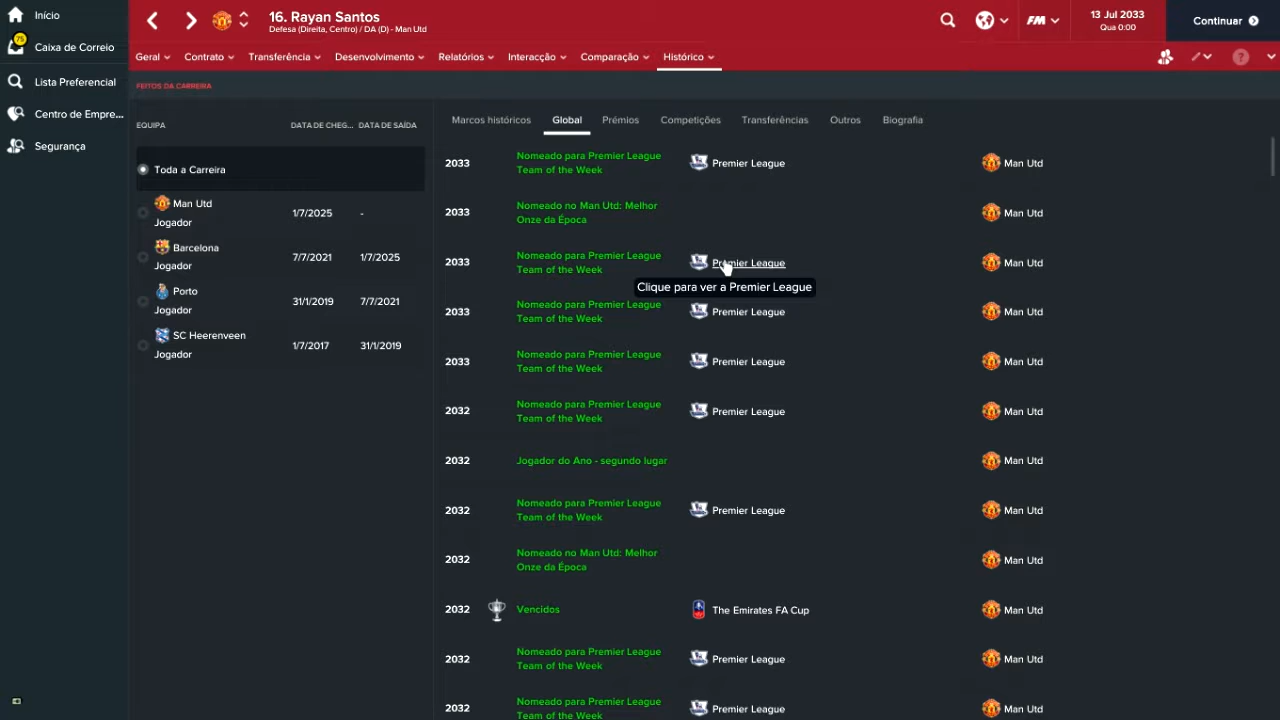 Início
75
Caixa de Correio
Lista Preferencial
Centro de Empre...
Segurança
16. Rayan Santos
Defesa (Direita, Centro) / DA (D) - Man Utd
FM
13 Jul 2033
Qua 0:00
Continuar
Geral
Contrato
Transferência
Desenvolvimento
Relatórios
Interacção
Comparação
Histórico
?
FEITOS DA CARREIRA
EQUIPA
DATA DE CHEG...
DATA DE SAÍDA
Toda a Carreira
Man Utd
Jogador
1/7/2025
-
Barcelona
Jogador
7/7/2021
1/7/2025
Porto
Jogador
31/1/2019
7/7/2021
SC Heerenveen
Jogador
1/7/2017
31/1/2019
Marcos históricos
Global
Prémios
Competições
Transferências
Outros
Biografia
2033
Nomeado para Premier League
Team of the Week
Premier League
Man Utd
2033
Nomeado no Man Utd: Melhor
Onze da Época
Man Utd
2033
Nomeado para Premier League
Team of the Week
Premier League
Man Utd
Clique para ver a Premier League
2033
Nomeado para Premier League
Team of the Week
Premier League
Man Utd
2033
Nomeado para Premier League
Team of the Week
Premier League
Man Utd
2032
Nomeado para Premier League
Team of the Week
Premier League
Man Utd
2032
Jogador do Ano - segundo lugar
Man Utd
2032
Nomeado para Premier League
Team of the Week
Premier League
Man Utd
2032
Nomeado no Man Utd: Melhor
Onze da Época
Man Utd
2032
Vencidos
The Emirates FA Cup
Man Utd
2032
Nomeado para Premier League
Team of the Week
Premier League
Man Utd
2032
Nomeado para Premier League
Team of the Week
Premier League
Man Utd